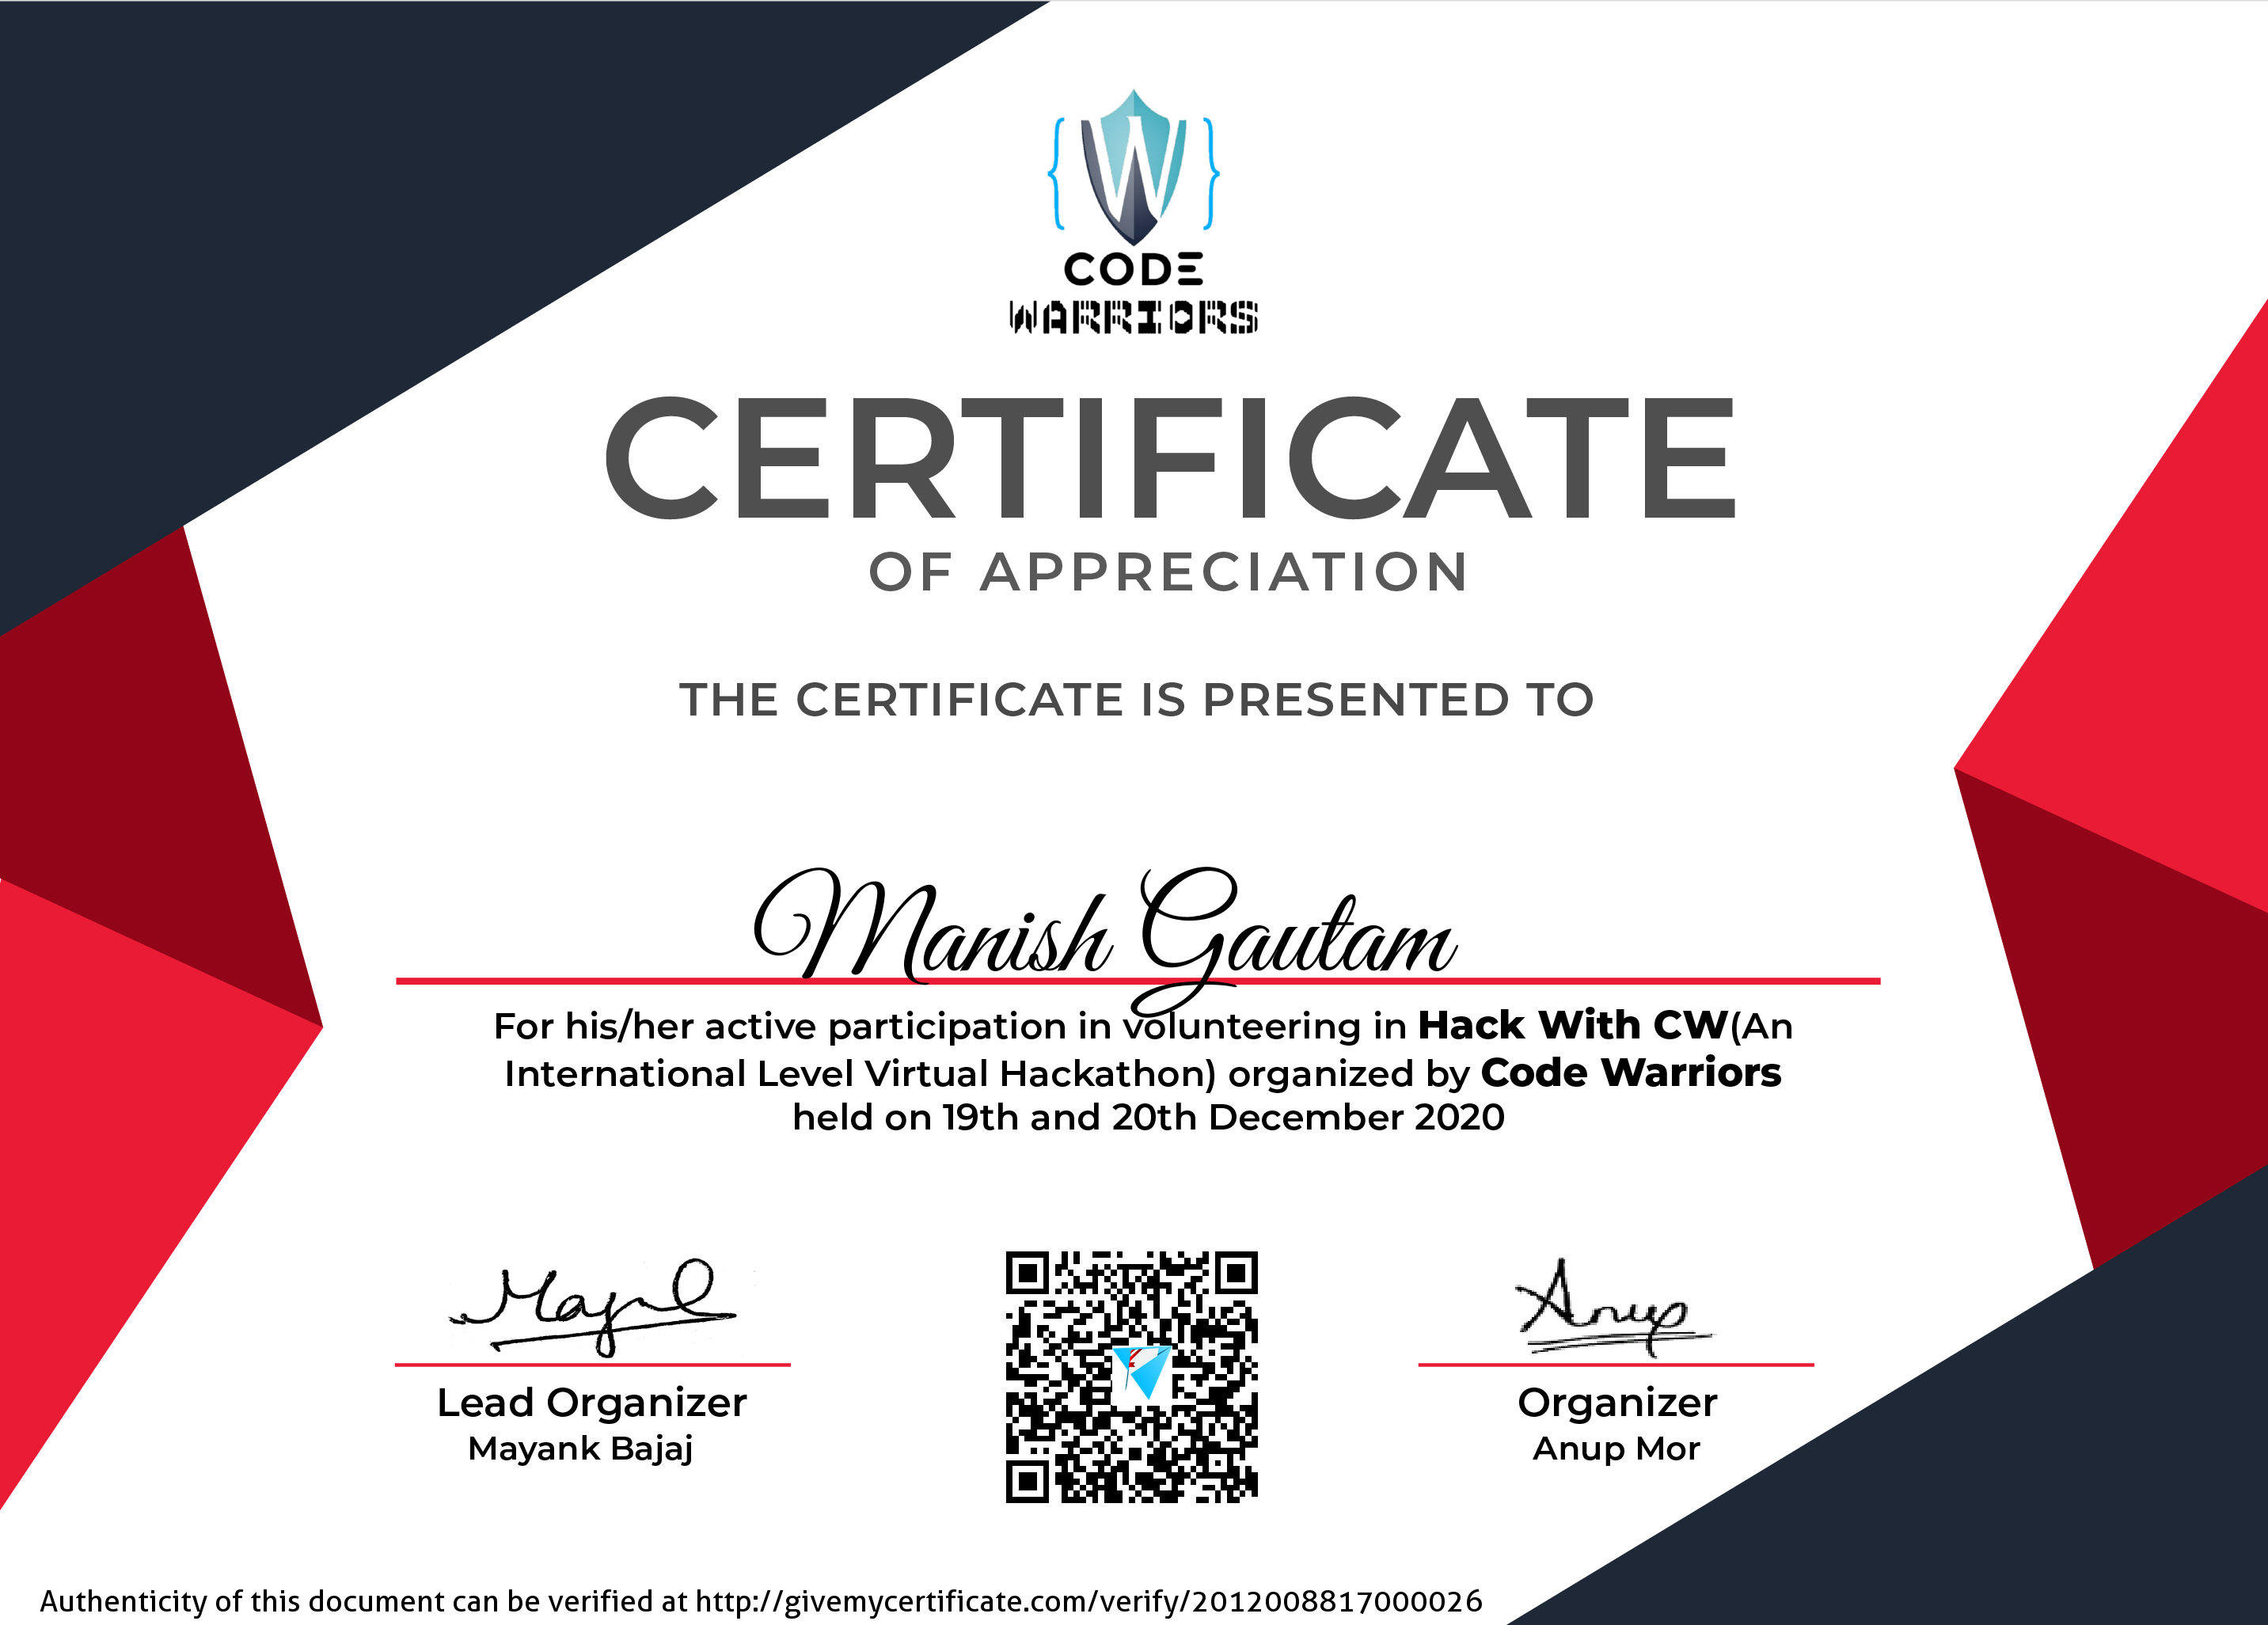 CODE
WARRIORS
CERTIFICATE
OF APPRECIATION
THE CERTIFICATE IS PRESENTED TO
Manish Gautam
For his/her active participation in volunteering in Hack With CW(An
International Level Virtual Hackathon) organized by Code Warriors
held on 19th and 20th December 2020
Mayank
Anup
Lead Organizer
Organizer
Mayank Bajaj
Anup Mor
Authenticity of this document can be verified at http://givemycertificate.com/verify/2012008817000026